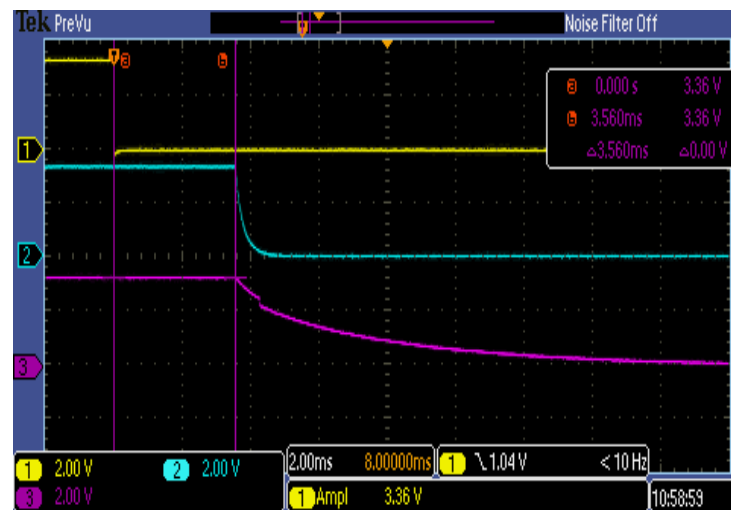 Tek PreVu Noise Filter Off
a b
a 0.000 s 3.36 V
b 3.560ms 3.36 V
△3.560ms △0.00 V
1
2
3
1 2.00 V 2 2.00 V 2.00ms 8.00000ms 1 \ 1.04 V < 10 Hz
3 2.00 V 1 Ampl 3.36 V 10:58:59